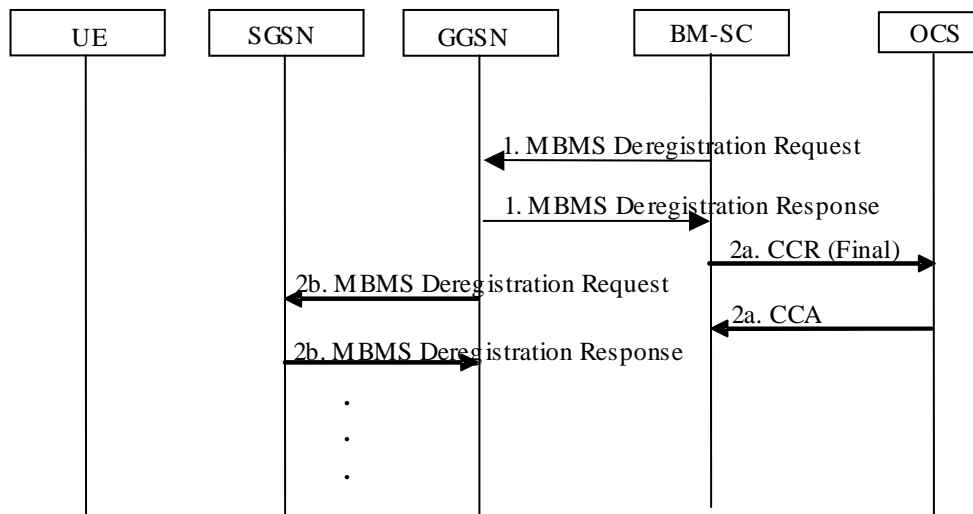 UE
SGSN
GGSN
BM-SC
OCS
1. MBMS Deregistration Request
1. MBMS Deregistration Response
2a. CCR (Final)
2b. MBMS Deregistration Request
2a. CCA
2b. MBMS Deregistration Response